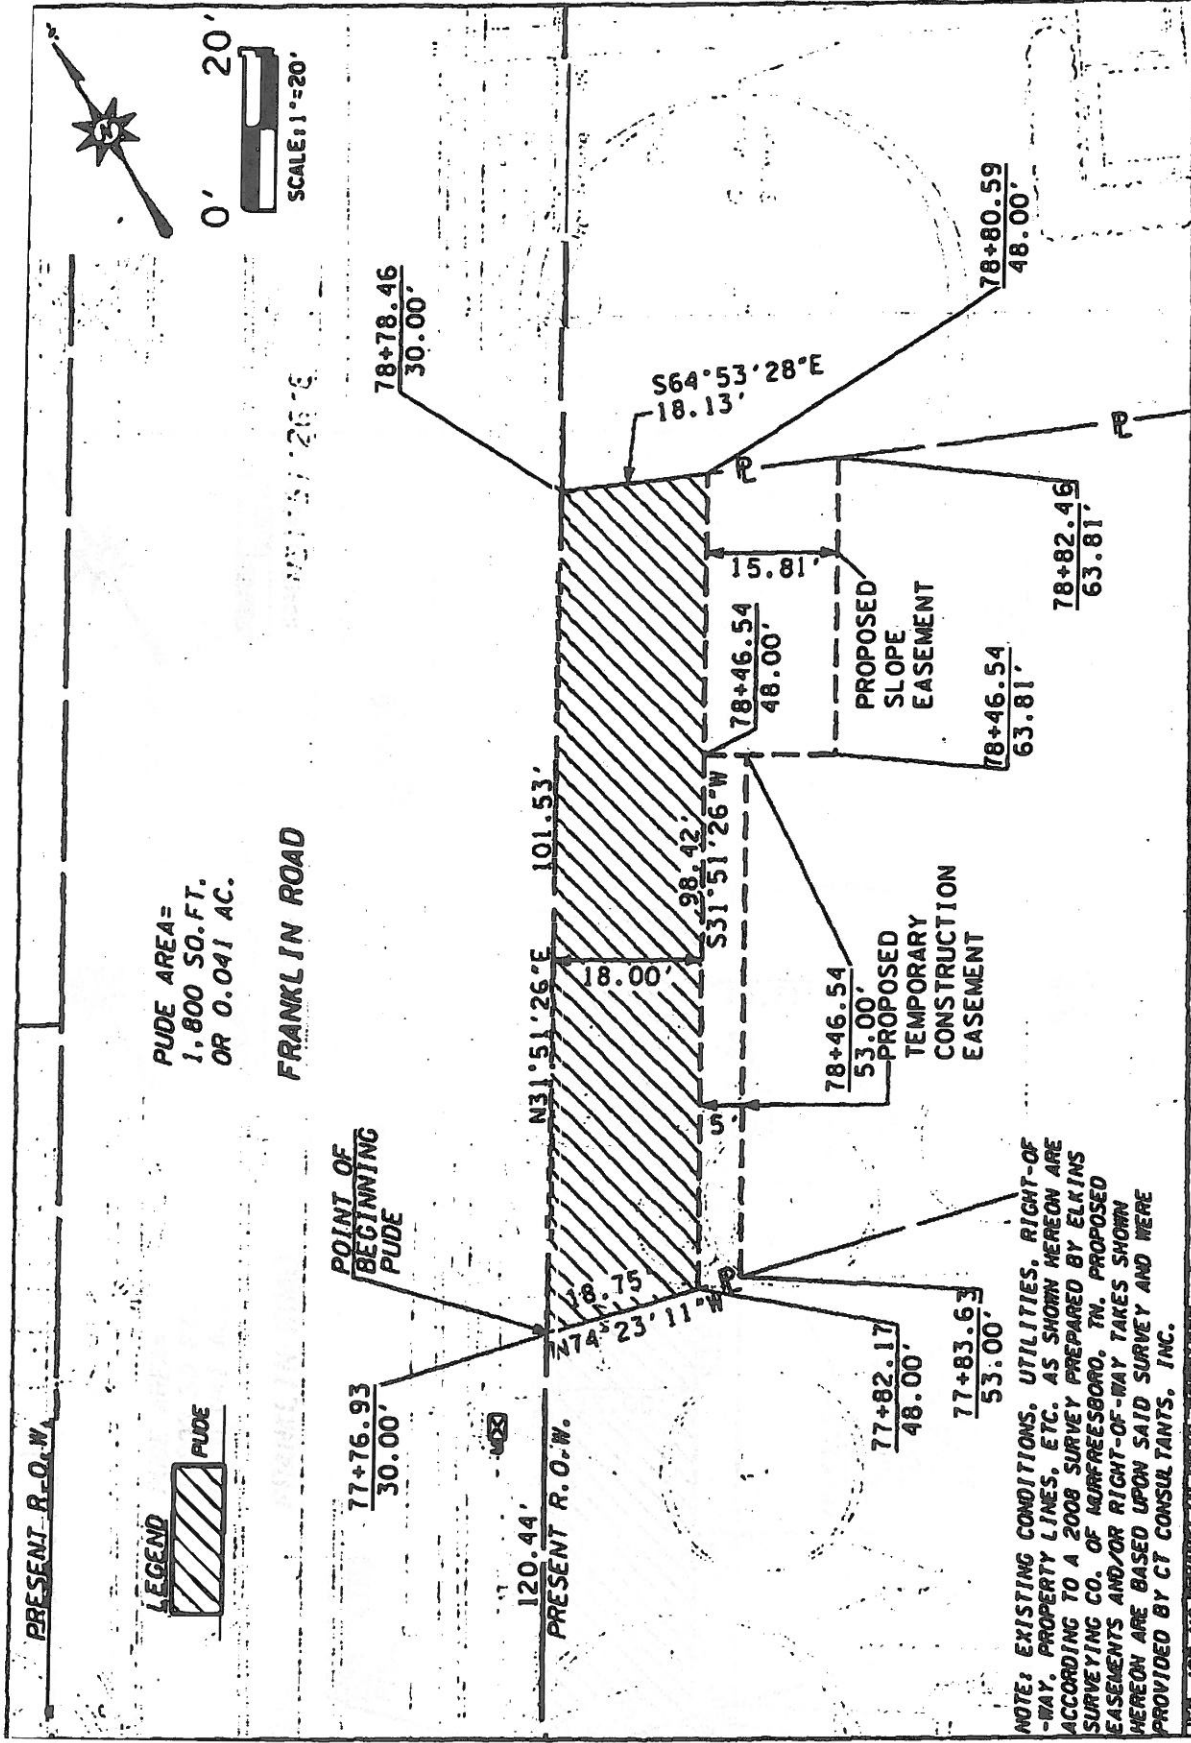 PRESENT R.O.W.
LEGEND
PUDE
PUDE AREA=
1,800 SQ.FT.
OR 0.041 AC.
FRANKLIN ROAD
0' 20'
SCALE:1"=20'
POINT OF
BEGINNING
PUDE
77+76.93
30.00'
78+78.46
30.00'
120.44'
PRESENT R.O.W.
N31°51'26"E
101.53'
S64°53'28"E
18.13'
18.00'
18.75'
N74°23'11"W
98.42'
S31°51'26"W
78+46.54
48.00'
15.81'
PROPOSED
SLOPE
EASEMENT
78+80.59
48.00'
78+82.46
63.81'
78+46.54
63.81'
78+46.54
53.00'
PROPOSED
TEMPORARY
CONSTRUCTION
EASEMENT
5'
77+82.17
48.00'
77+83.63
53.00'
PL
PL
PL
NOTE: EXISTING CONDITIONS, UTILITIES, RIGHT-OF
-WAY, PROPERTY LINES, ETC. AS SHOWN HEREON ARE
ACCORDING TO A 2008 SURVEY PREPARED BY ELKINS
SURVEYING CO. OF MURFREESBORO, TN. PROPOSED
EASEMENTS AND/OR RIGHT-OF-WAY TAKES SHOWN
HEREON ARE BASED UPON SAID SURVEY AND WERE
PROVIDED BY CT CONSULTANTS, INC.